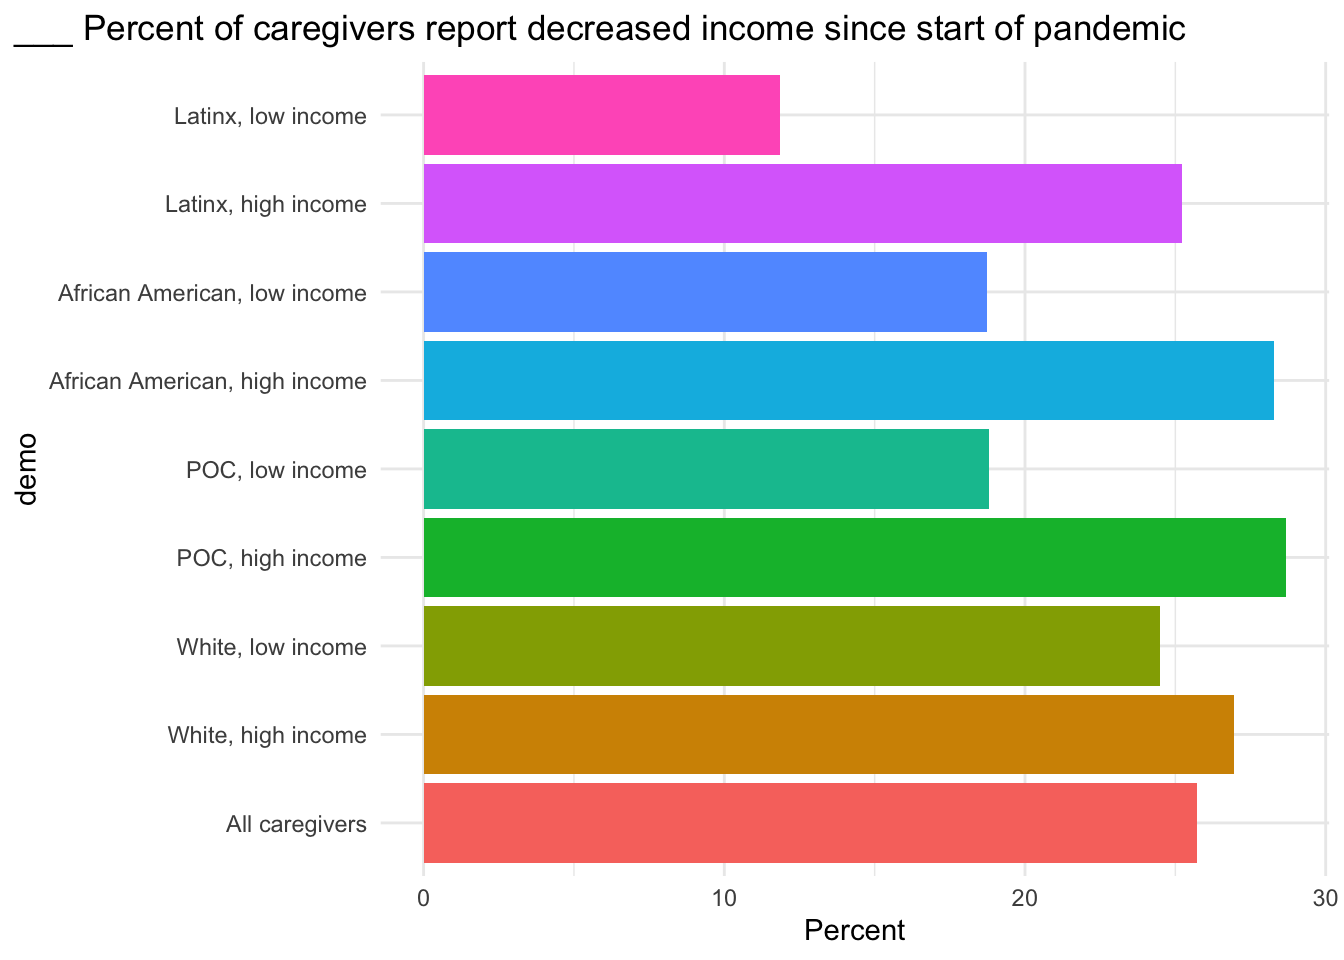 ___ Percent of caregivers report decreased income since start of pandemic
Latinx, low income
Latinx, high income
African American, low income
African American, high income
POC, low income
POC, high income
White, low income
White, high income
All caregivers
demo
0 10 20 30
Percent